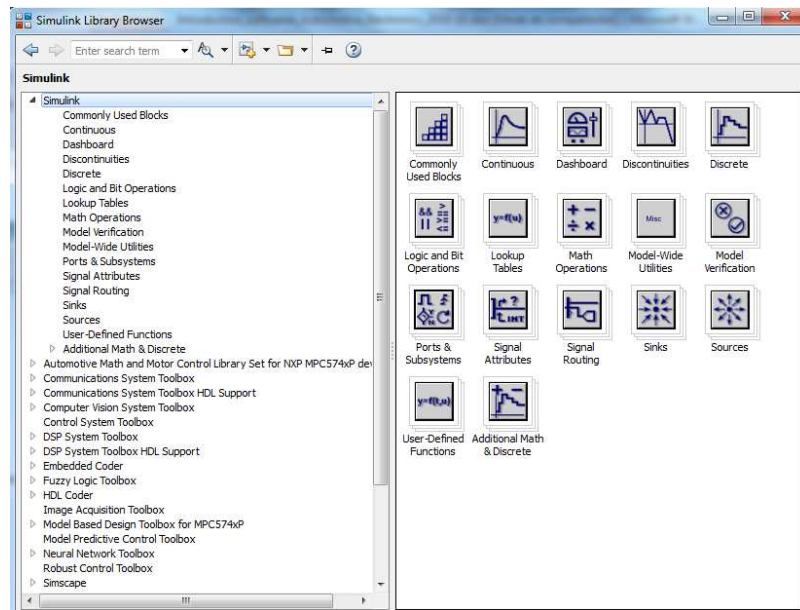 Simulink Library Browser
Enter search term
Simulink
Simulink
Commonly Used Blocks
Continuous
Dashboard
Discontinuities
Discrete
Logic and Bit Operations
Lookup Tables
Math Operations
Model Verification
Model-Wide Utilities
Ports & Subsystems
Signal Attributes
Signal Routing
Sinks
Sources
User-Defined Functions
Additional Math & Discrete
Automotive Math and Motor Control Library Set for NXP MPC574xP dev
Communications System Toolbox
Communications System Toolbox HDL Support
Computer Vision System Toolbox
Control System Toolbox
DSP System Toolbox
DSP System Toolbox HDL Support
Embedded Coder
Fuzzy Logic Toolbox
HDL Coder
Image Acquisition Toolbox
Model Based Design Toolbox for MPC574xP
Model Predictive Control Toolbox
Neural Network Toolbox
Robust Control Toolbox
Simscape
Commonly
Used Blocks
Continuous
Dashboard
Discontinuities
Discrete
&& >
|| >=
<=
y=f(u)
+ -
÷ ×
Misc
Logic and Bit
Operations
Lookup
Tables
Math
Operations
Model-Wide
Utilities
Model
Verification
?
INT
Ports &
Subsystems
Signal
Attributes
Signal
Routing
Sinks
Sources
y=f(t,u)
User-Defined
Functions
Additional Math
& Discrete